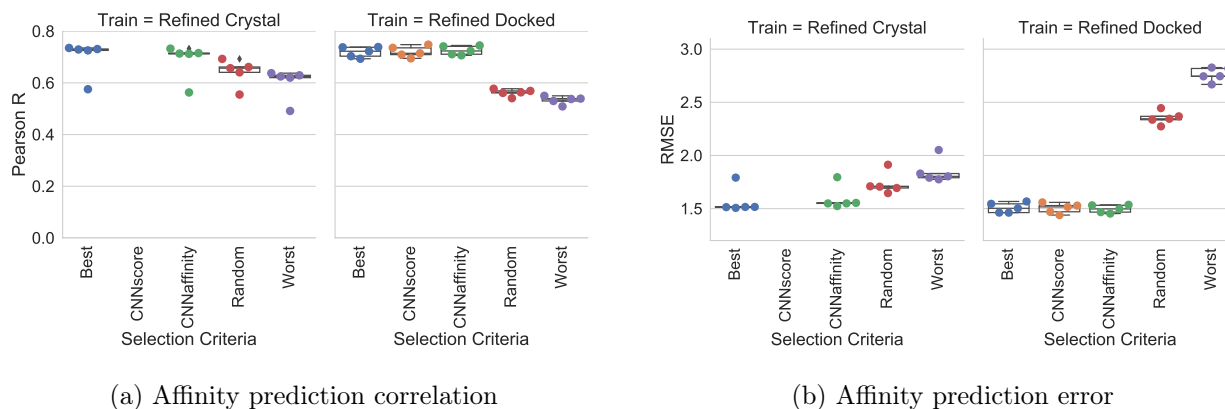 Train = Refined Crystal
Train = Refined Docked
0.8
0.6
0.4
0.2
0.0
Pearson R
Best
CNNscore
CNNaffinity
Random
Worst
Best
CNNscore
CNNaffinity
Random
Worst
Selection Criteria
Selection Criteria
(a) Affinity prediction correlation
Train = Refined Crystal
Train = Refined Docked
3.0
2.5
2.0
1.5
RMSE
Best
CNNscore
CNNaffinity
Random
Worst
Best
CNNscore
CNNaffinity
Random
Worst
Selection Criteria
Selection Criteria
(b) Affinity prediction error